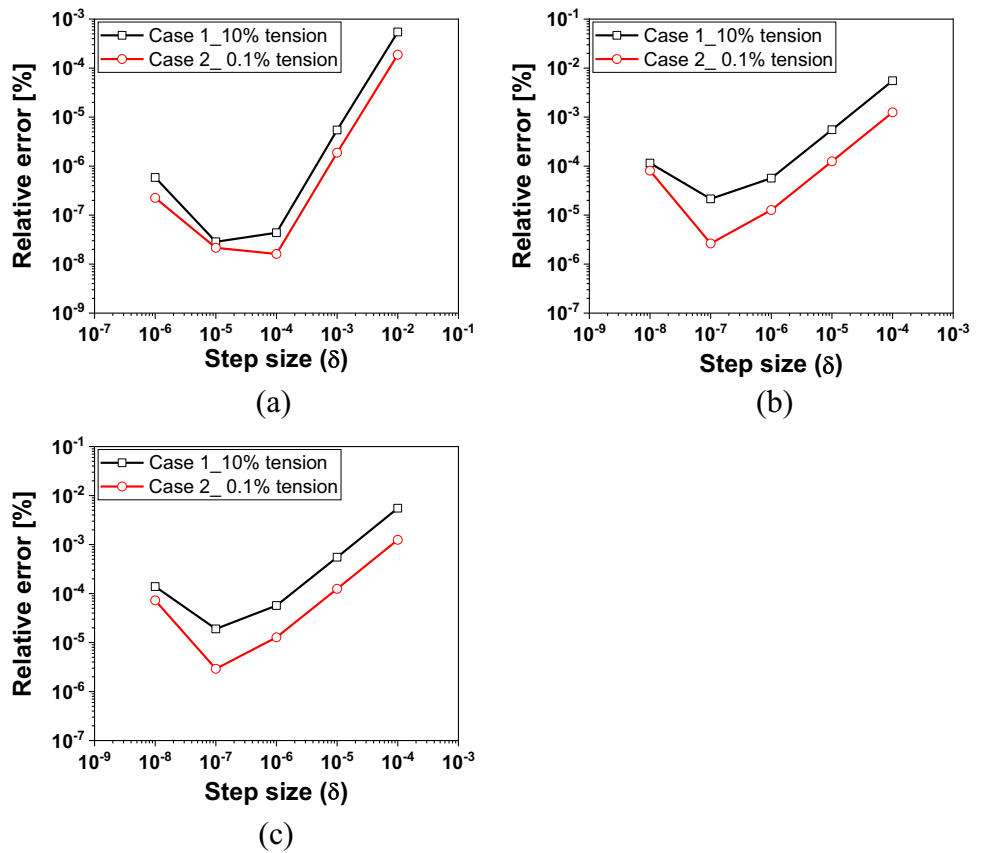 10⁻³
10⁻⁴
10⁻⁵
10⁻⁶
10⁻⁷
10⁻⁸
10⁻⁹
Relative error [%]
Case 1_10% tension
Case 2_ 0.1% tension
10⁻⁷ 10⁻⁶ 10⁻⁵ 10⁻⁴ 10⁻³ 10⁻² 10⁻¹
Step size (δ)
(a)
10⁻¹
10⁻²
10⁻³
10⁻⁴
10⁻⁵
10⁻⁶
10⁻⁷
Relative error [%]
Case 1_10% tension
Case 2_ 0.1% tension
10⁻⁹ 10⁻⁸ 10⁻⁷ 10⁻⁶ 10⁻⁵ 10⁻⁴ 10⁻³
Step size (δ)
(b)
10⁻¹
10⁻²
10⁻³
10⁻⁴
10⁻⁵
10⁻⁶
10⁻⁷
Relative error [%]
Case 1_10% tension
Case 2_ 0.1% tension
10⁻⁹ 10⁻⁸ 10⁻⁷ 10⁻⁶ 10⁻⁵ 10⁻⁴ 10⁻³
Step size (δ)
(c)